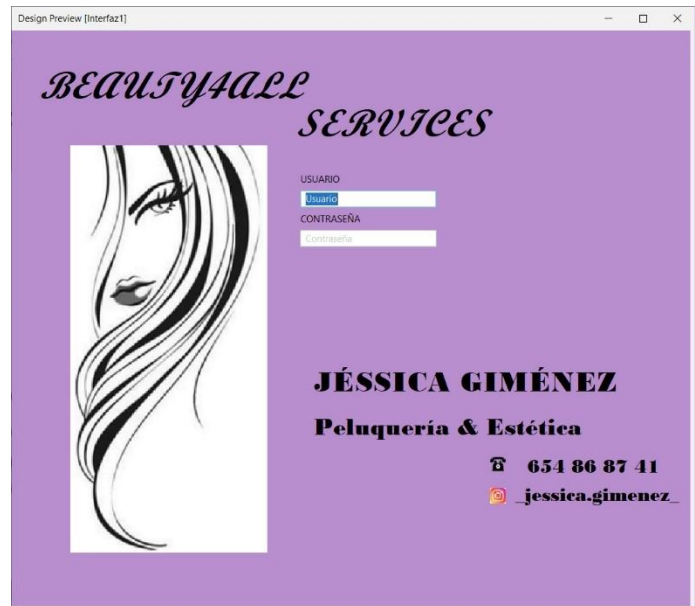 Design Preview [Interfaz1]
BEAUTY4ALL
SERVICES
USUARIO
Usuario
CONTRASEÑA
Contraseña
JÉSSICA GIMÉNEZ
Peluquería & Estética
☎ 654 86 87 41
_jessica.gimenez_